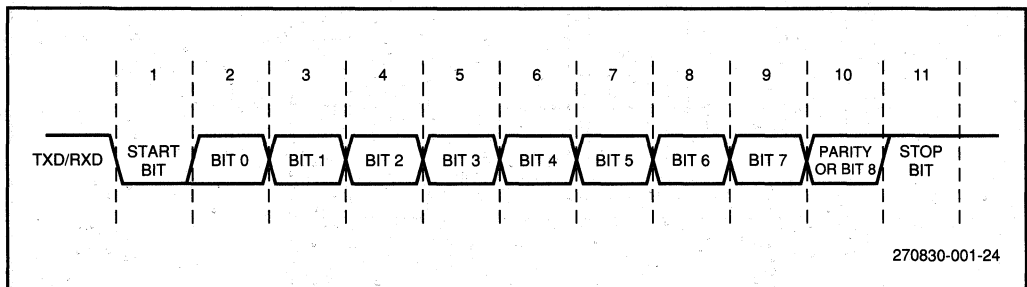 1 2 3 4 5 6 7 8 9 10 11
TXD/RXD START BIT BIT 0 BIT 1 BIT 2 BIT 3 BIT 4 BIT 5 BIT 6 BIT 7 PARITY OR BIT 8 STOP BIT
270830-001-24